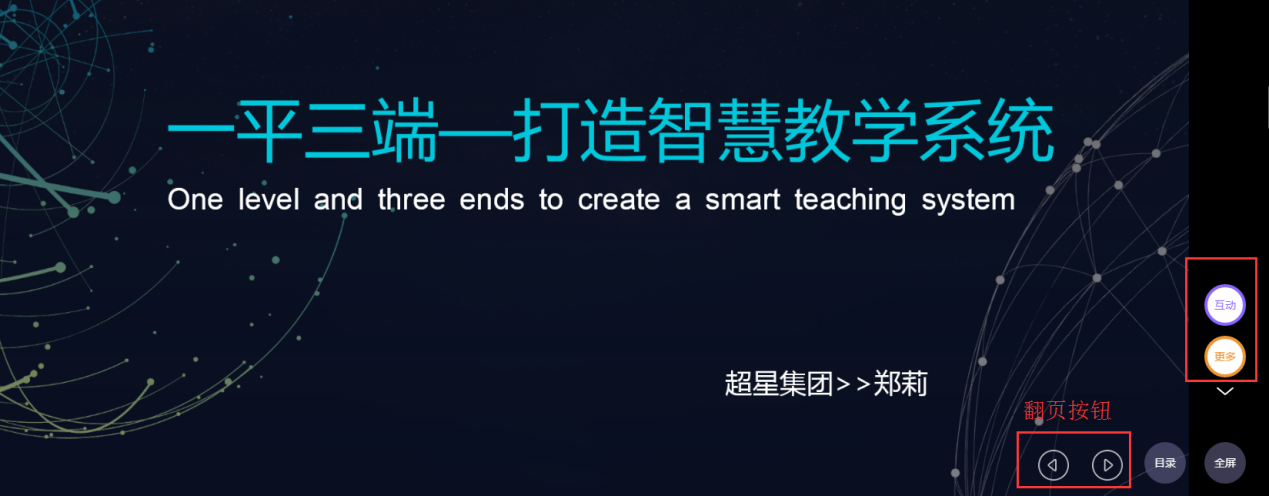 一平三端—打造智慧教学系统
One level and three ends to create a smart teaching system
互动
更多
超星集团>>郑莉
翻页按钮
目录
全屏